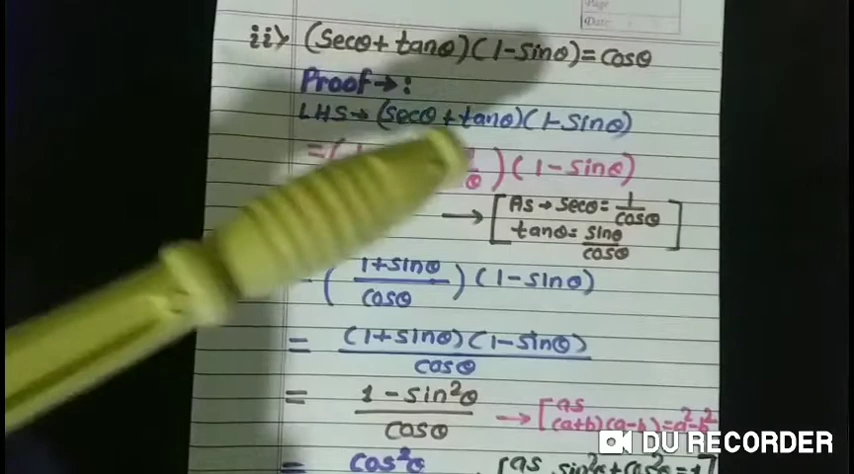 Page
Date
ii> (secθ+tanθ)(1-sinθ)=cosθ
Proof→:
LHS→(secθ+tanθ)(1-sinθ)
=( θ)(1-sinθ)
→[As→secθ=1/cosθ
tanθ=sinθ/cosθ]
(1+sinθ/cosθ)(1-sinθ)
= (1+sinθ)(1-sinθ)/cosθ
= 1-sin²θ/cosθ →[as
(a+b)(a-b)=a²-b²
= cos²θ [as sin²θ+cos²θ=1]
DU RECORDER